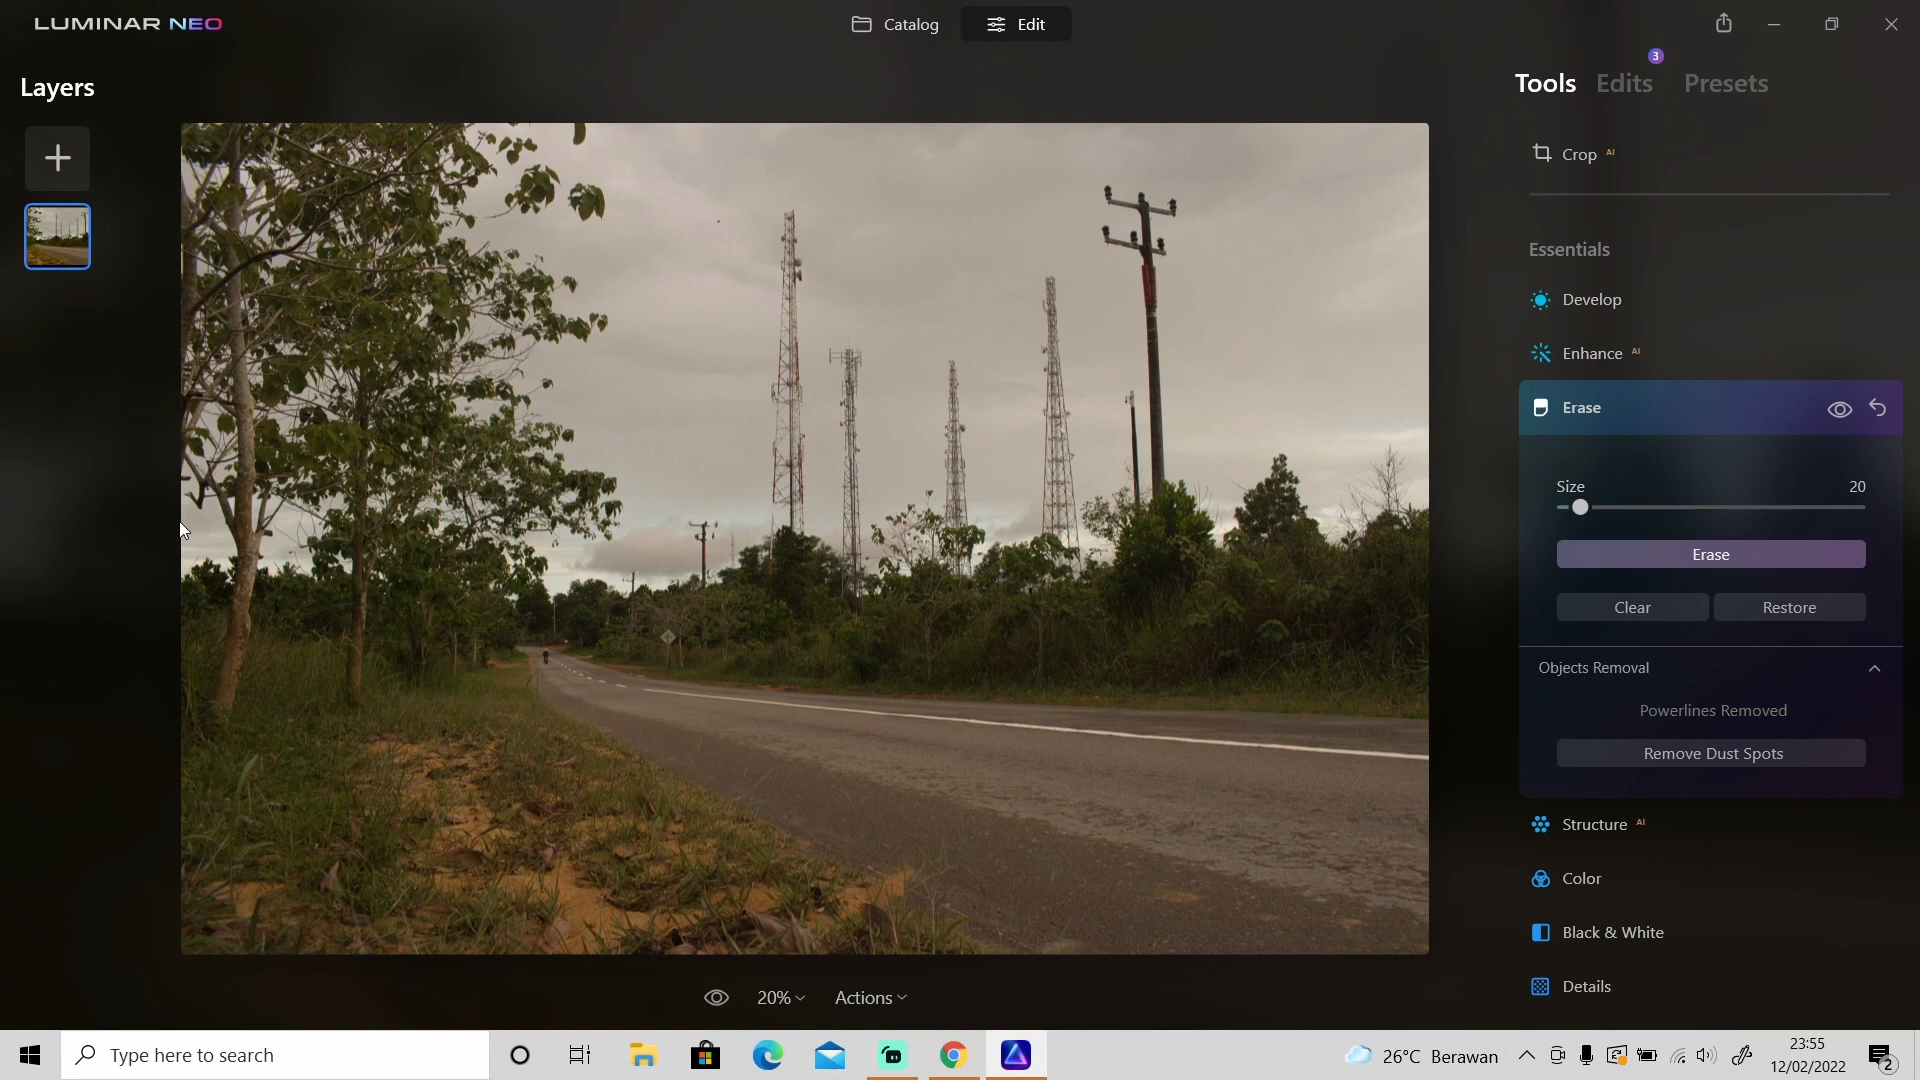 LUMINAR NEO
Catalog
Edit
Layers
3
Tools Edits Presets
Crop AI
Essentials
Develop
Enhance AI
Erase
Size 20
Erase
Clear
Restore
Objects Removal
Powerlines Removed
Remove Dust Spots
Structure AI
Color
Black & White
Details
20%
Actions
Type here to search
26°C Berawan
23:55
12/02/2022
2